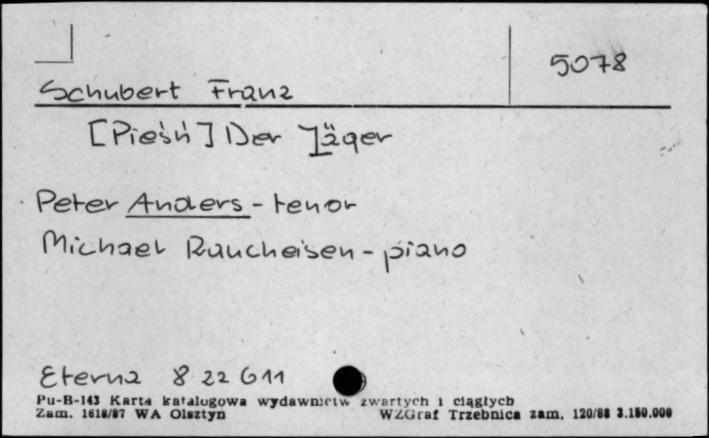 5078
Schubert Franz
[Pieśń] Der Jäger
Peter Anders - tenor
Michael Raucheisen - piano
Eterna 8 22 611
Pu-B-143 Karta katalogowa wydawnictw zwartych i ciągłych
Zam. 1618/87 WA Olsztyn WZGraf Trzebnica zam. 120/88 3.150.000